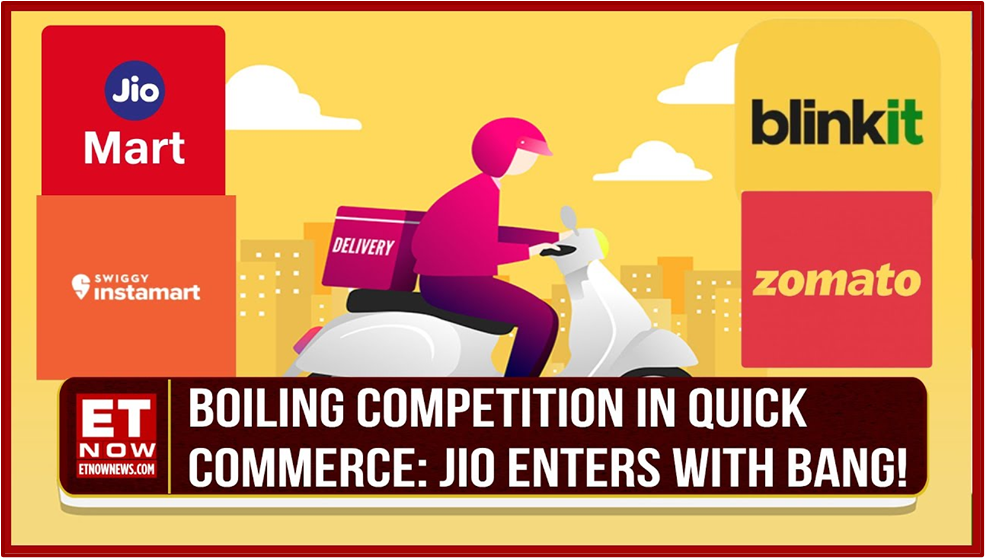 Jio
Mart
SWIGGY
instamart
blinkit
zomato
DELIVERY
ET
NOW
ETNOWNEWS.COM
BOILING COMPETITION IN QUICK
COMMERCE: JIO ENTERS WITH BANG!